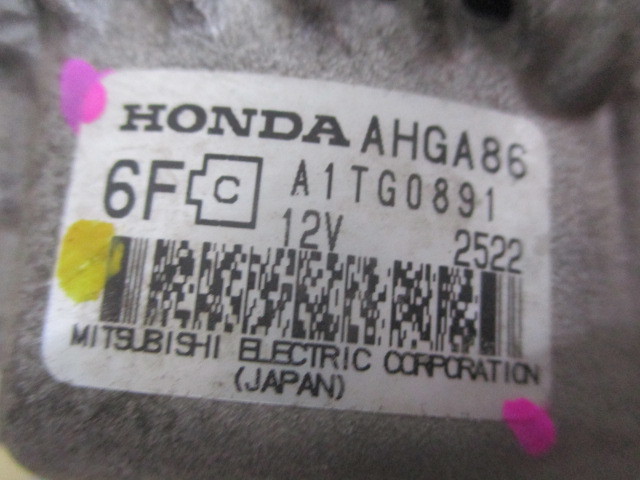 HONDA AHGA86
6F C A1TG0891
12V 2522
MITSUBISHI ELECTRIC CORPORATION
(JAPAN)